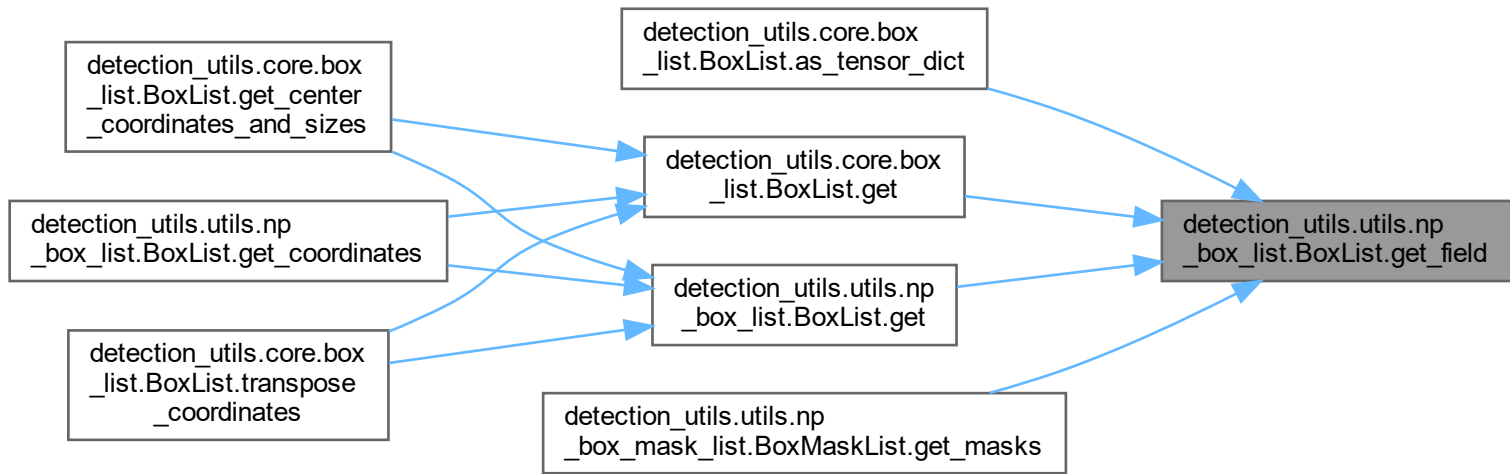 detection_utils.core.box
_list.BoxList.as_tensor_dict
detection_utils.core.box
_list.BoxList.get_center
_coordinates_and_sizes
detection_utils.core.box
_list.BoxList.get
detection_utils.utils.np
_box_list.BoxList.get_coordinates
detection_utils.utils.np
_box_list.BoxList.get_field
detection_utils.utils.np
_box_list.BoxList.get
detection_utils.core.box
_list.BoxList.transpose
_coordinates
detection_utils.utils.np
_box_mask_list.BoxMaskList.get_masks